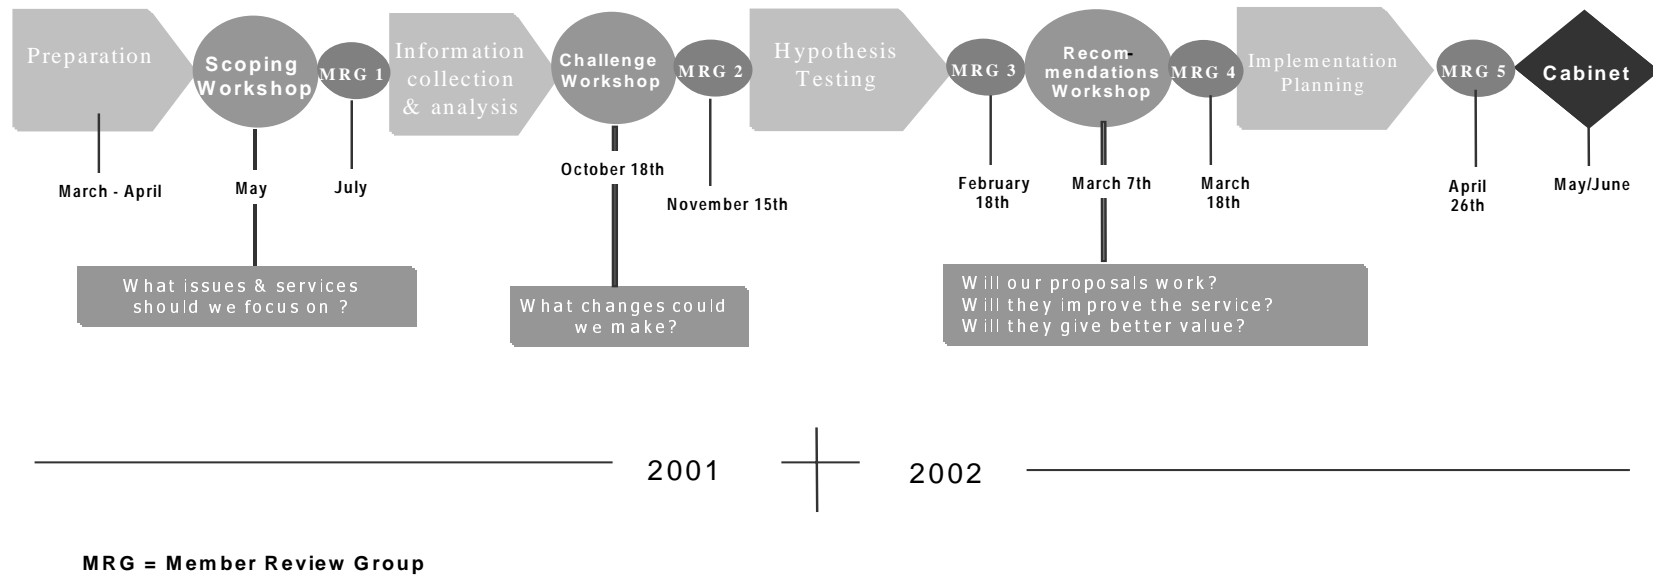 Preparation
Scoping
Workshop
MRG 1
Information
collection
& analysis
Challenge
Workshop
MRG 2
Hypothesis
Testing
MRG 3
Recom-
mendations
Workshop
MRG 4
Implementation
Planning
MRG 5
Cabinet
March - April
May
July
October 18th
November 15th
February
18th
March 7th
March
18th
April
26th
May/June
What issues & services
should we focus on ?
What changes could
we make?
Will our proposals work?
Will they improve the service?
Will they give better value?
2001
2002
MRG = Member Review Group